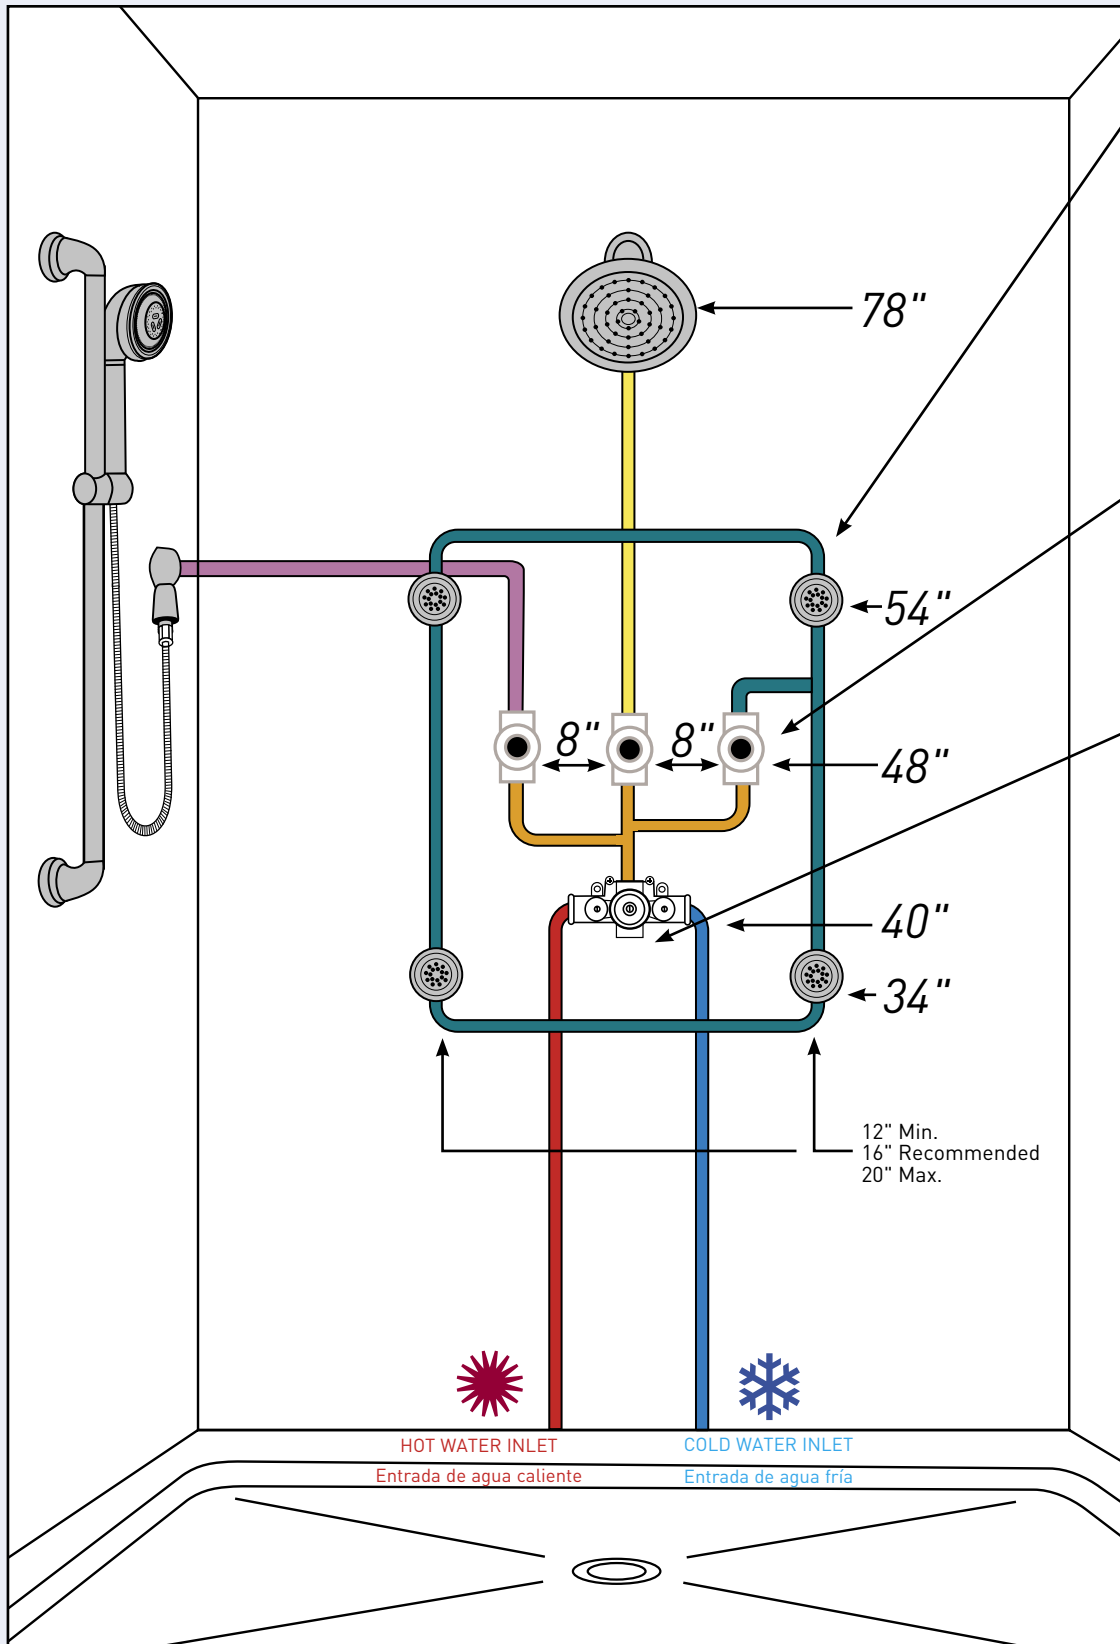 78"
54"
8" 8"
48"
40"
34"
12" Min.
16" Recommended
20" Max.
HOT WATER INLET
Entrada de agua caliente
COLD WATER INLET
Entrada de agua fría